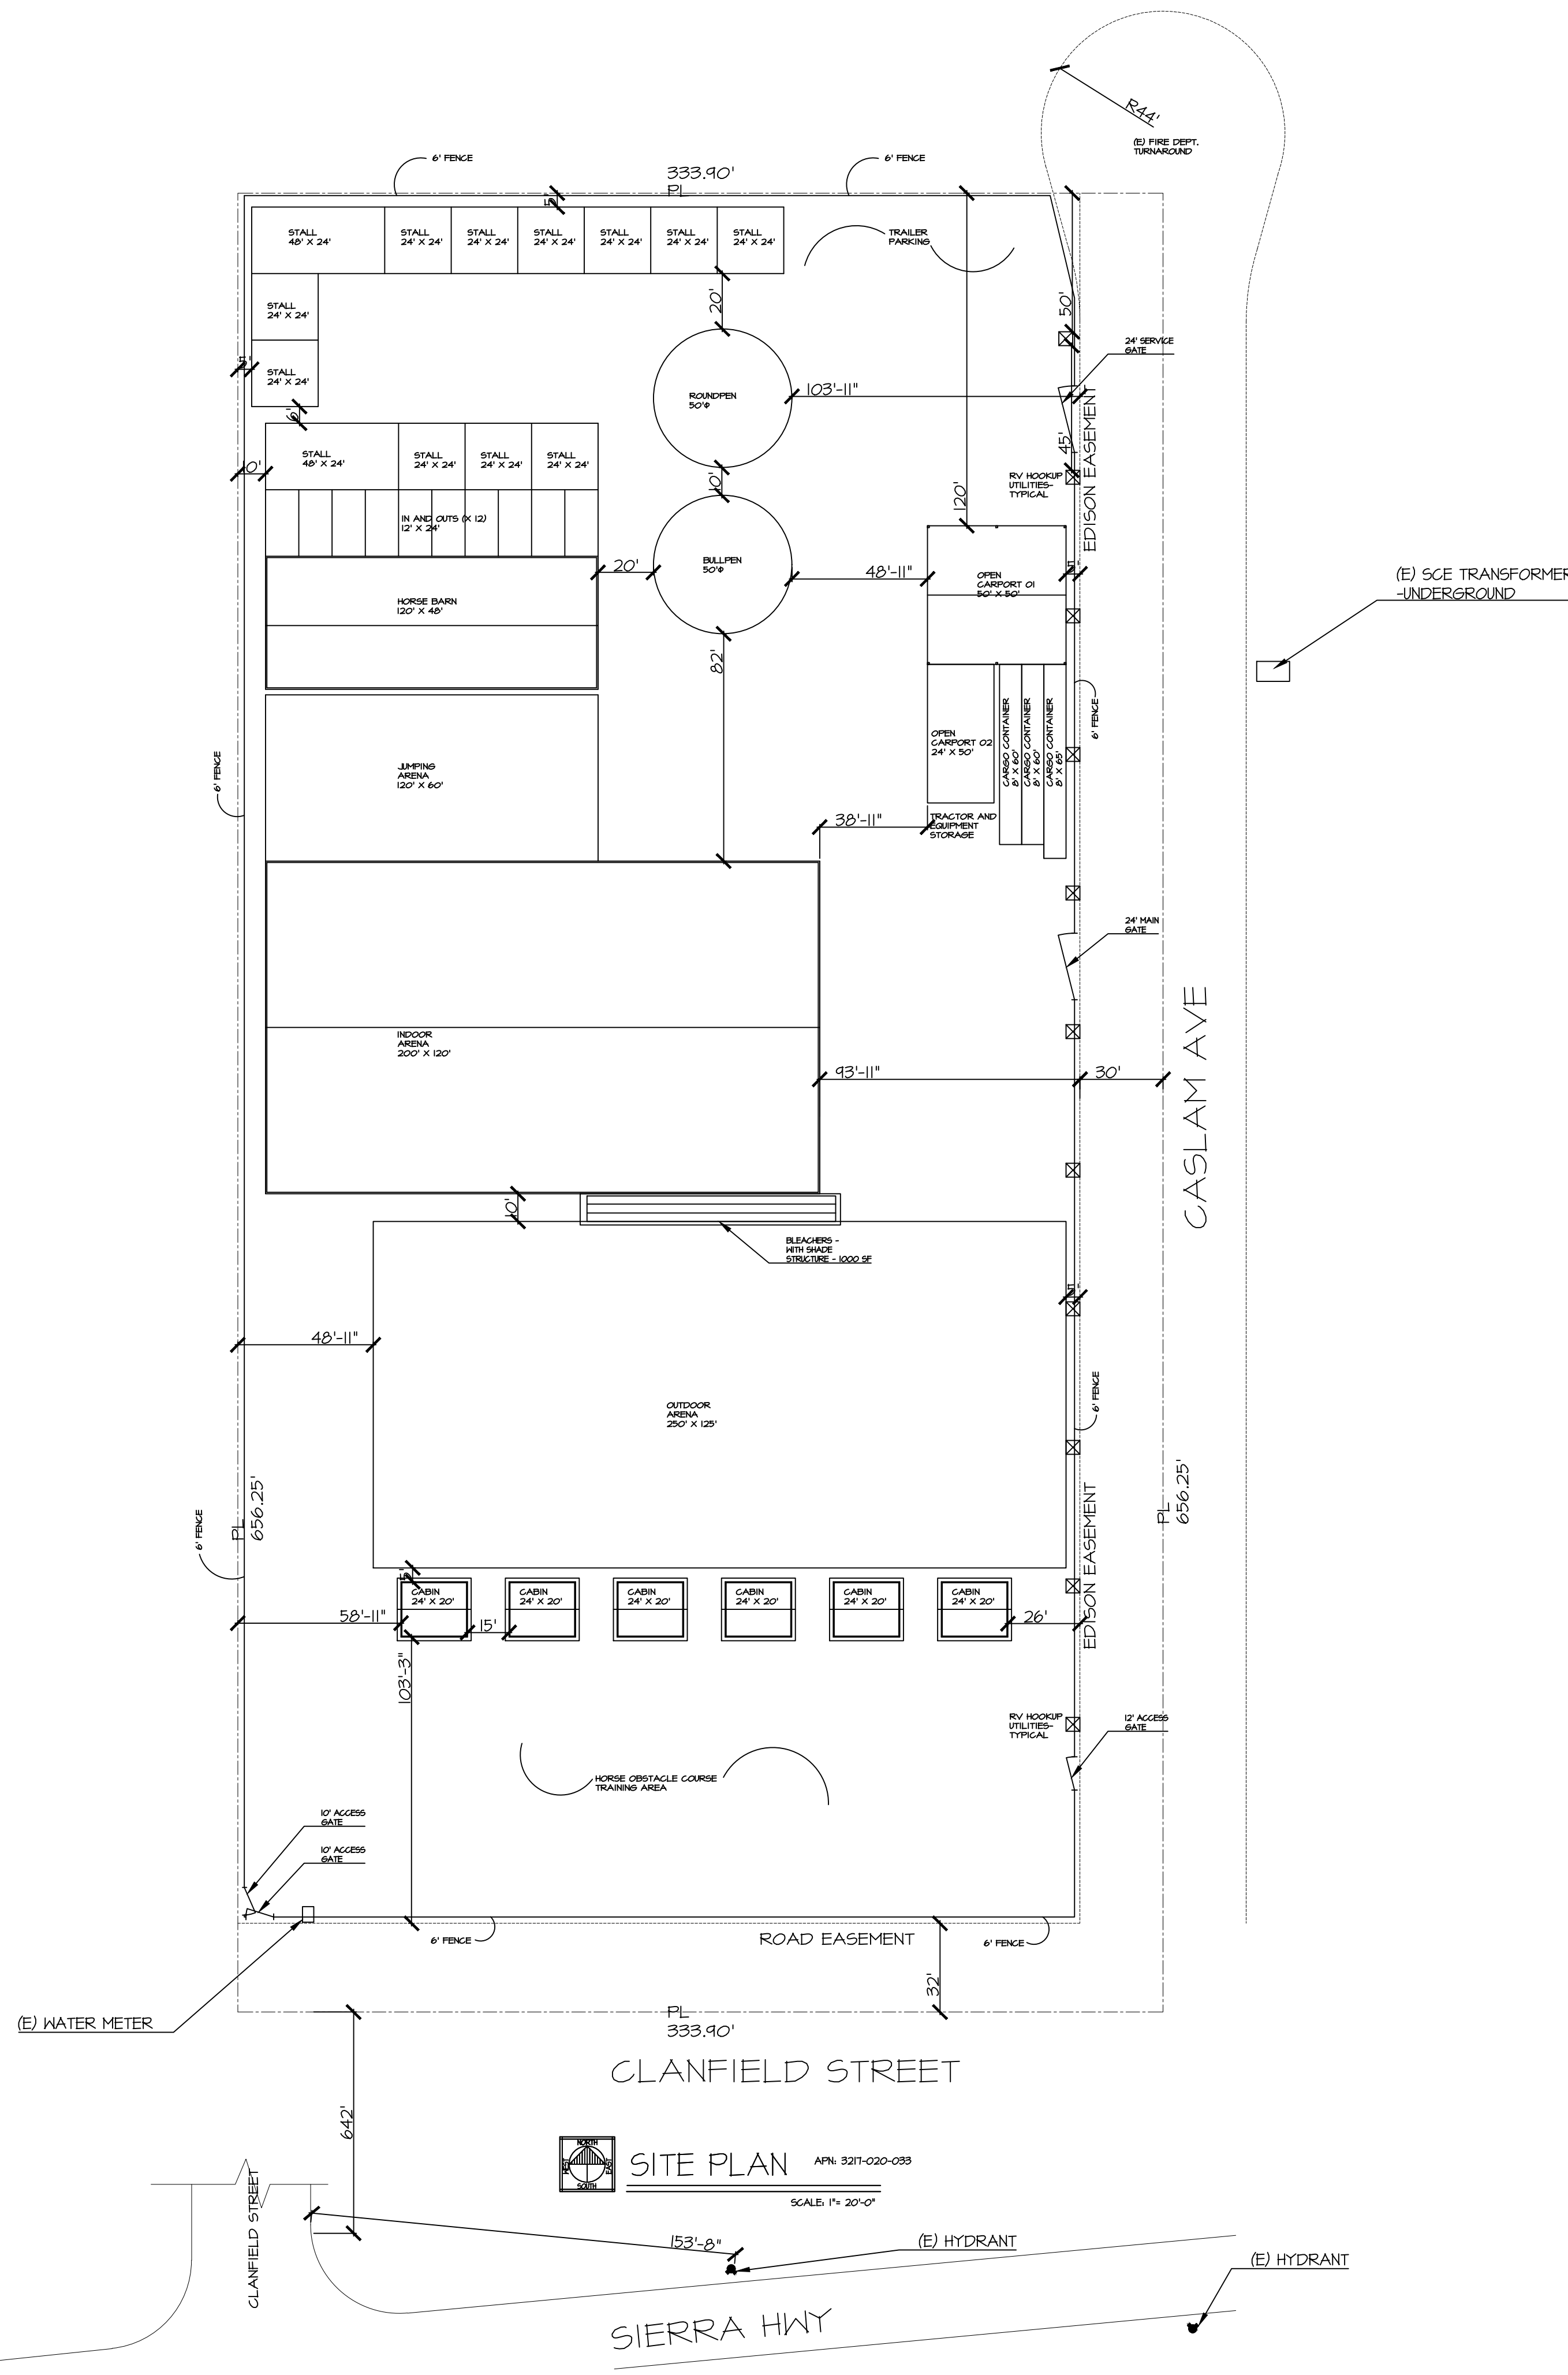 R44'
(E) FIRE DEPT.
TURNAROUND
6' FENCE
333.90'
PL
6' FENCE
5'
STALL
48' X 24'
STALL
24' X 24'
STALL
24' X 24'
STALL
24' X 24'
STALL
24' X 24'
STALL
24' X 24'
STALL
24' X 24'
TRAILER
PARKING
STALL
24' X 24'
20'
50'
24' SERVICE
GATE
5'
STALL
24' X 24'
ROUNDPEN
50'Φ
103'-11"
6'
STALL
48' X 24'
STALL
24' X 24'
STALL
24' X 24'
STALL
24' X 24'
10'
10'
45'
120'
RV HOOKUP
UTILITIES-
TYPICAL
EDISON EASEMENT
IN AND OUTS (X 12)
12' X 24'
20'
BULLPEN
50'Φ
48'-11"
OPEN
CARPORT 01
50' X 50'
5'
(E) SCE TRANSFORMER
-UNDERGROUND
HORSE BARN
120' X 48'
82'
6' FENCE
6' FENCE
JUMPING
ARENA
120' X 60'
OPEN
CARPORT 02
24' X 50'
CARGO CONTAINER
8' X 60'
CARGO CONTAINER
8' X 60'
CARGO CONTAINER
8' X 65'
38'-11"
TRACTOR AND
EQUIPMENT
STORAGE
24' MAIN
GATE
INDOOR
ARENA
200' X 120'
93'-11"
30'
CASLAM AVE
10'
BLEACHERS -
WITH SHADE
STRUCTURE - 1000 SF
5'
48'-11"
6' FENCE
OUTDOOR
ARENA
250' X 125'
PL
656.25'
6' FENCE
PL
656.25'
EDISON EASEMENT
5'
CABIN
24' X 20'
CABIN
24' X 20'
CABIN
24' X 20'
CABIN
24' X 20'
CABIN
24' X 20'
CABIN
24' X 20'
58'-11"
15'
26'
103'-3"
RV HOOKUP
UTILITIES-
TYPICAL
12' ACCESS
GATE
HORSE OBSTACLE COURSE
TRAINING AREA
10' ACCESS
GATE
10' ACCESS
GATE
6' FENCE
ROAD EASEMENT
6' FENCE
32'
(E) WATER METER
PL
333.90'
CLANFIELD STREET
642'
NORTH
WEST
EAST
SOUTH
SITE PLAN
APN: 3217-020-033
SCALE: 1"= 20'-0"
CLANFIELD STREET
153'-8"
(E) HYDRANT
(E) HYDRANT
SIERRA HWY